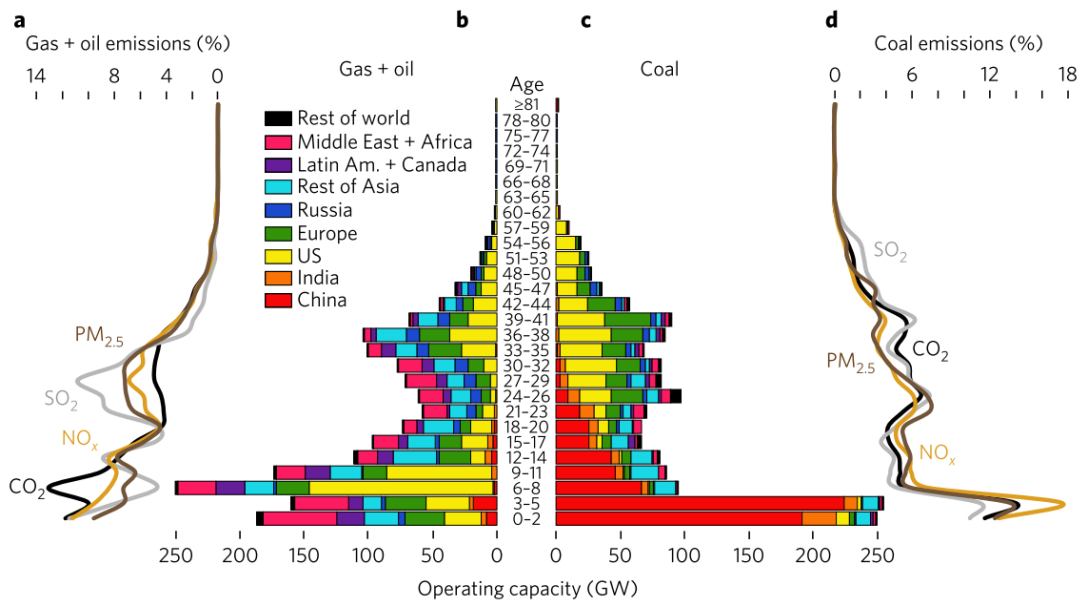 a
b
c
d
Gas + oil emissions (%)
Gas + oil
Coal
Coal emissions (%)
14 12 8 4 0
Age
0 6 12 18
≥81
78–80
75–77
72–74
69–71
66–68
63–65
60–62
57–59
54–56
51–53
48–50
45–47
42–44
39–41
36–38
33–35
30–32
27–29
24–26
21–23
18–20
15–17
12–14
9–11
6–8
3–5
0–2
Rest of world
Middle East + Africa
Latin Am. + Canada
Rest of Asia
Russia
Europe
US
India
China
PM2.5
SO2
NOx
CO2
SO2
CO2
PM2.5
NOx
250 200 150 100 50 0
0 50 100 150 200 250
Operating capacity (GW)